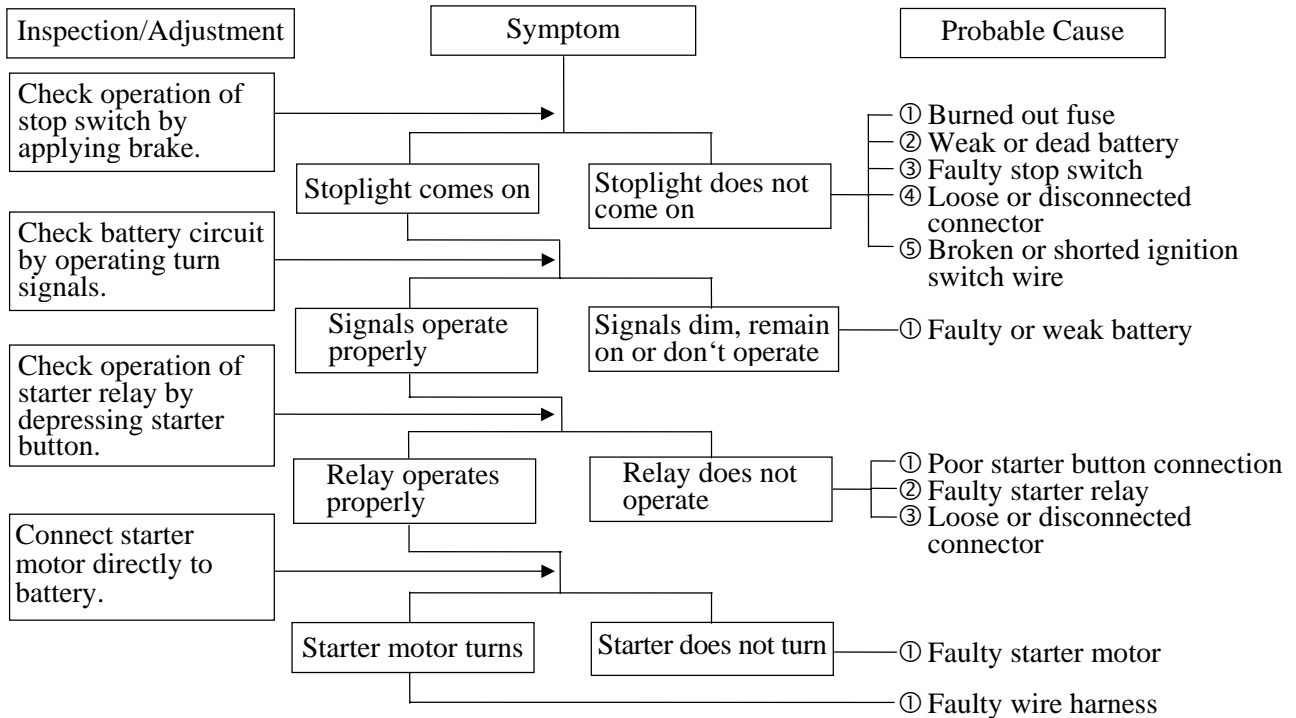 Inspection/Adjustment
Symptom
Probable Cause
Check operation of
stop switch by
applying brake.
Stoplight comes on
Stoplight does not
come on
① Burned out fuse
② Weak or dead battery
③ Faulty stop switch
④ Loose or disconnected
connector
⑤ Broken or shorted ignition
switch wire
Check battery circuit
by operating turn
signals.
Signals operate
properly
Signals dim, remain
on or don‘t operate
① Faulty or weak battery
Check operation of
starter relay by
depressing starter
button.
Relay operates
properly
Relay does not
operate
① Poor starter button connection
② Faulty starter relay
③ Loose or disconnected
connector
Connect starter
motor directly to
battery.
Starter motor turns
Starter does not turn
① Faulty starter motor
① Faulty wire harness